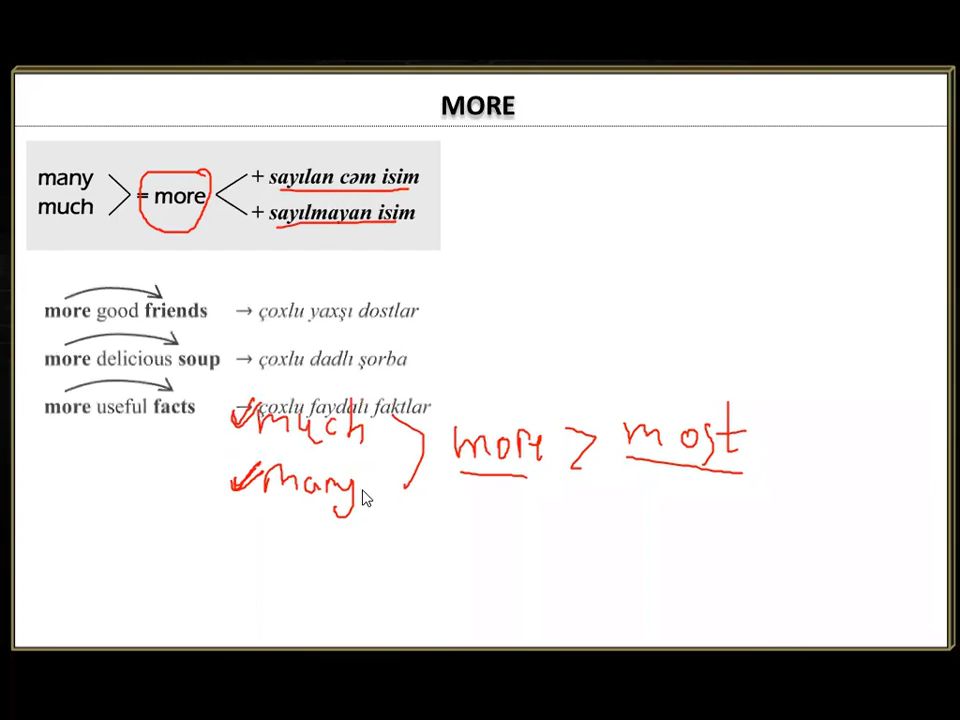 MORE
many
much
= more
+ sayılan cəm isim
+ sayılmayan isim
more good friends → çoxlu yaxşı dostlar
more delicious soup → çoxlu dadlı şorba
more useful facts → çoxlu faydalı faktlar
much
many
more > most